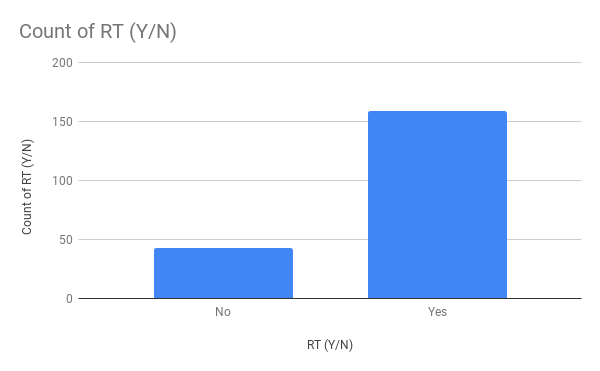 Count of RT (Y/N)
200
150
100
50
0
Count of RT (Y/N)
No
Yes
RT (Y/N)